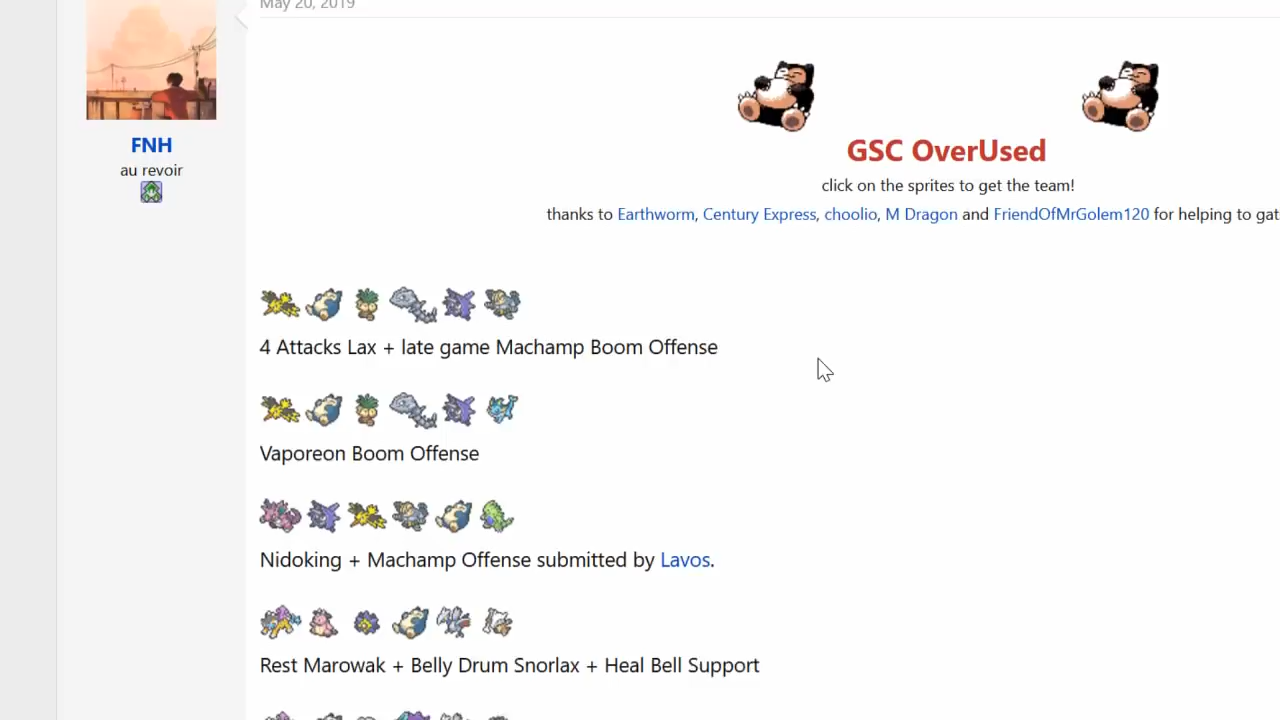 May 20, 2019
FNH
au revoir
GSC OverUsed
click on the sprites to get the team!
thanks to Earthworm, Century Express, choolio, M Dragon and FriendOfMrGolem120 for helping to gat
4 Attacks Lax + late game Machamp Boom Offense
Vaporeon Boom Offense
Nidoking + Machamp Offense submitted by Lavos.
Rest Marowak + Belly Drum Snorlax + Heal Bell Support